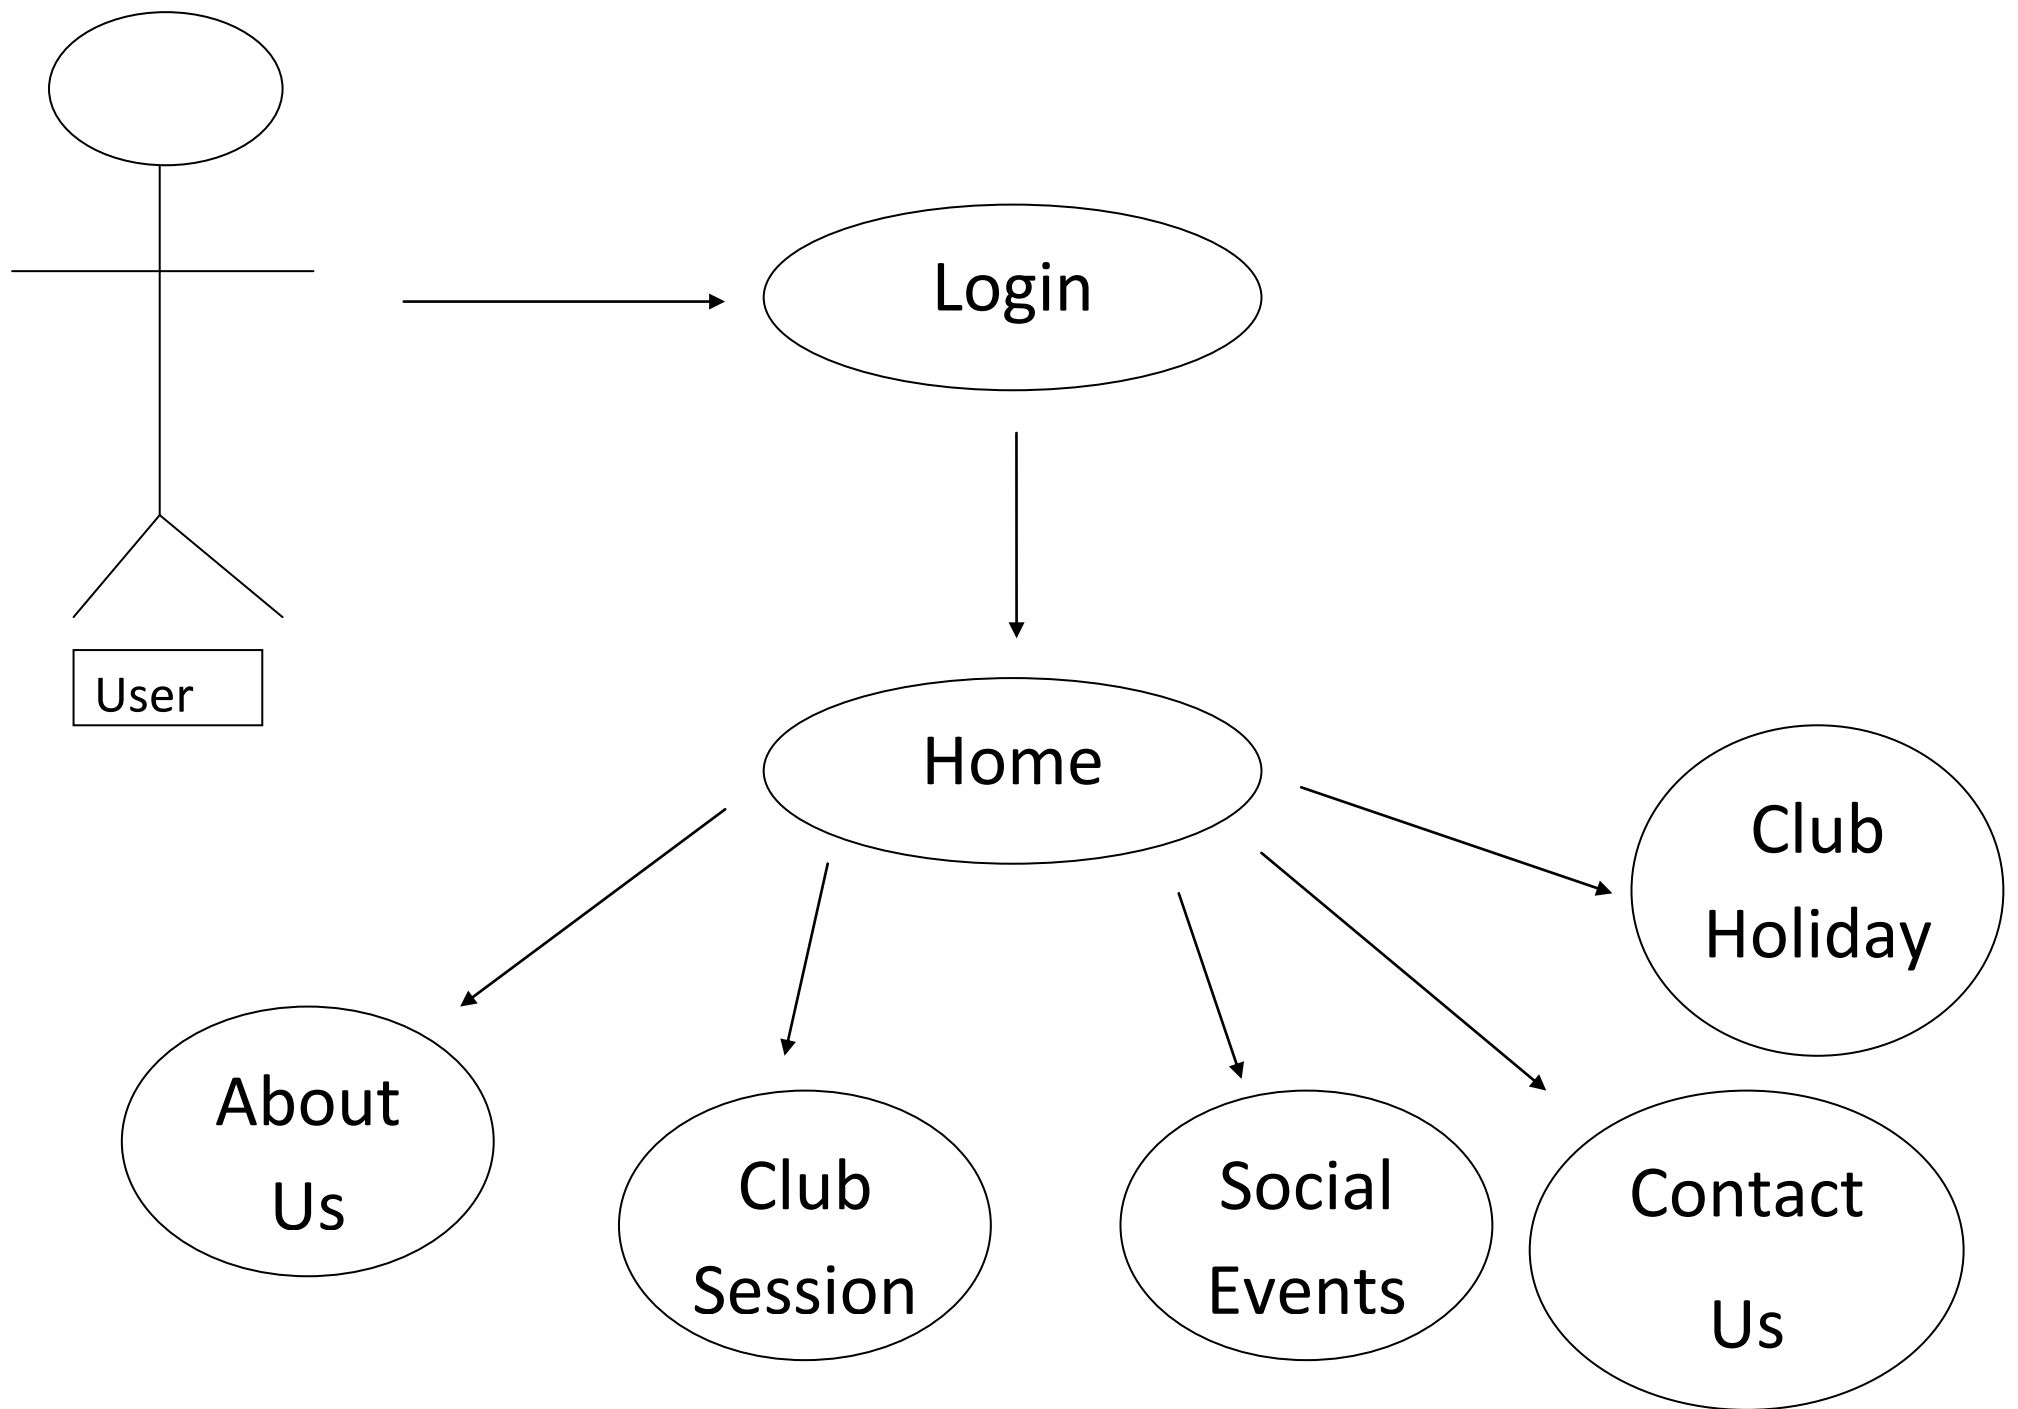 Login
User
Home
Club
Holiday
About
Us
Club
Session
Social
Events
Contact
Us